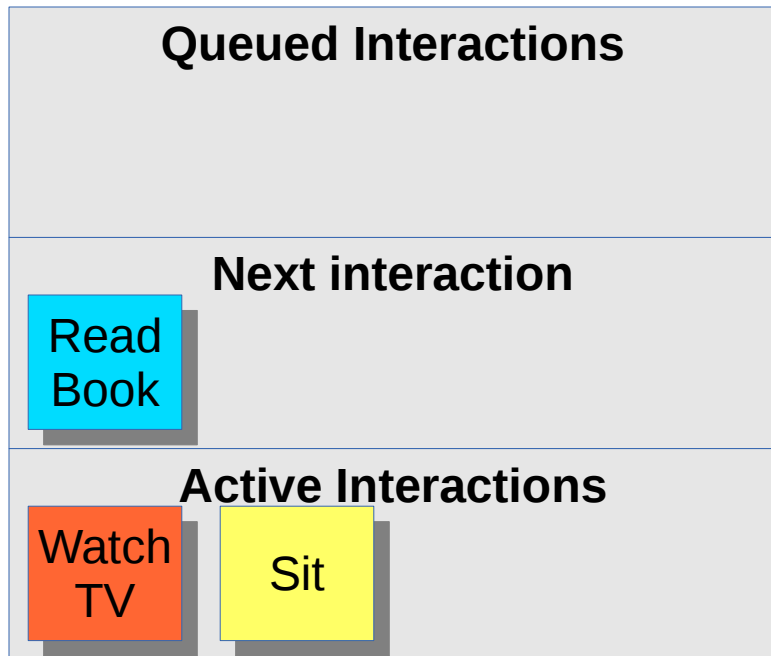 Queued Interactions
Next interaction
Read
Book
Active Interactions
Watch
TV
Sit